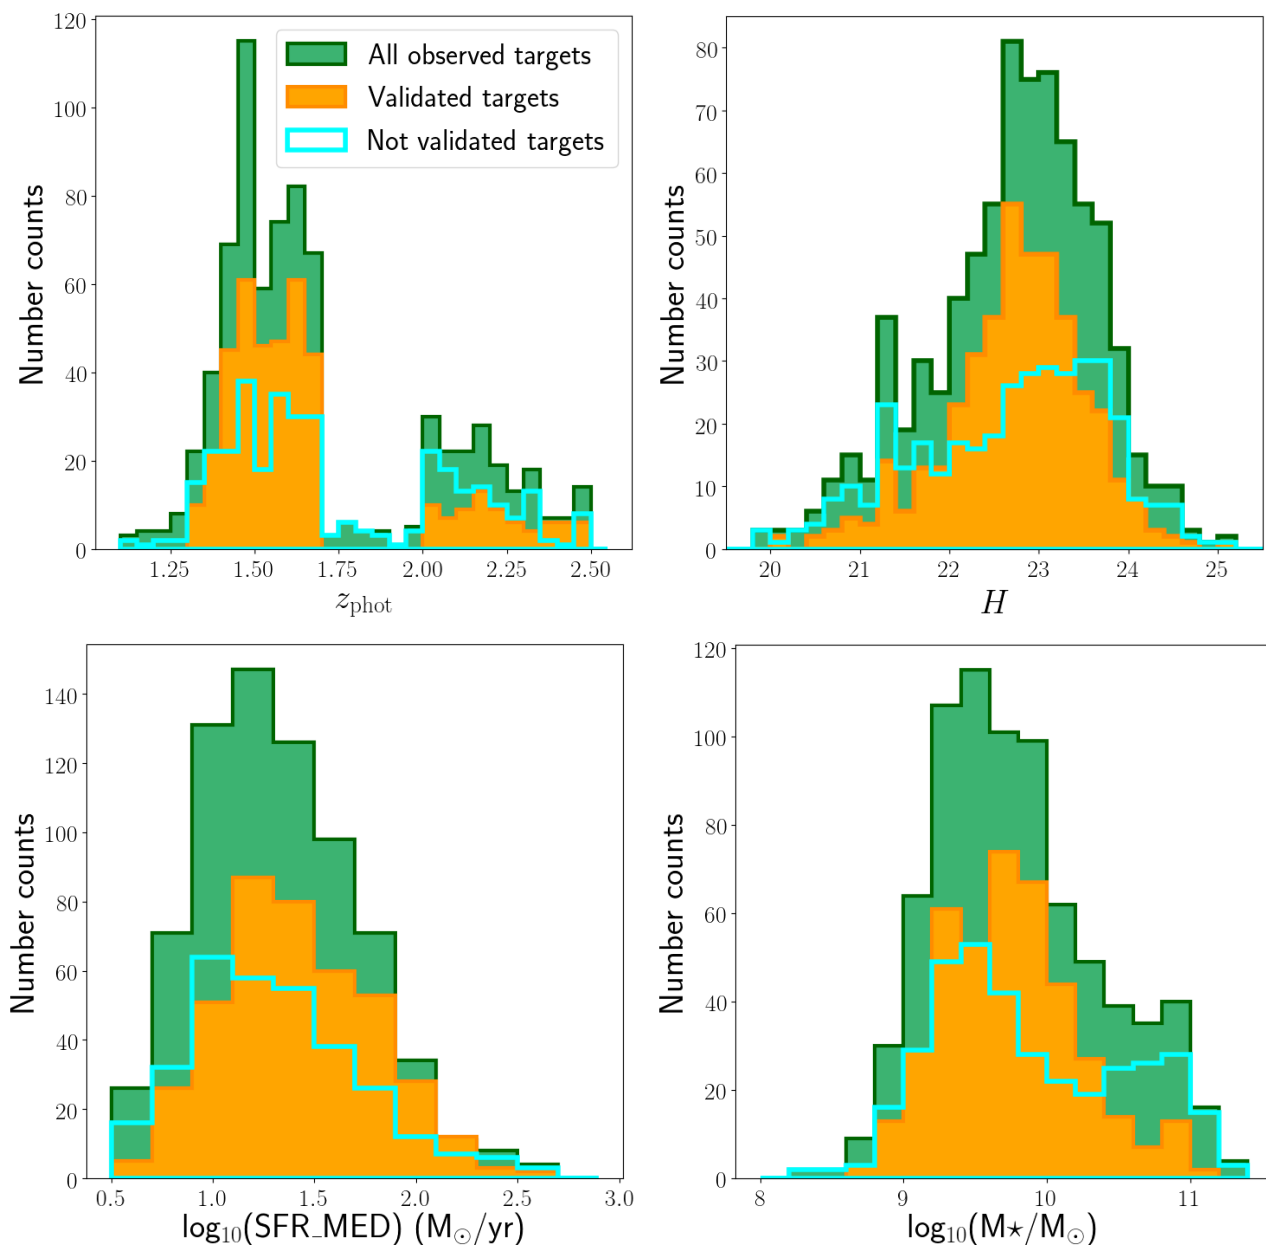 All observed targets
Validated targets
Not validated targets
Number counts
0
20
40
60
80
100
120
1.25 1.50 1.75 2.00 2.25 2.50
z_phot
Number counts
0
10
20
30
40
50
60
70
80
20 21 22 23 24 25
H
Number counts
0
20
40
60
80
100
120
140
0.5 1.0 1.5 2.0 2.5 3.0
log₁₀(SFR_MED) (M☉/yr)
Number counts
0
20
40
60
80
100
120
8 9 10 11
log₁₀(M★/M☉)